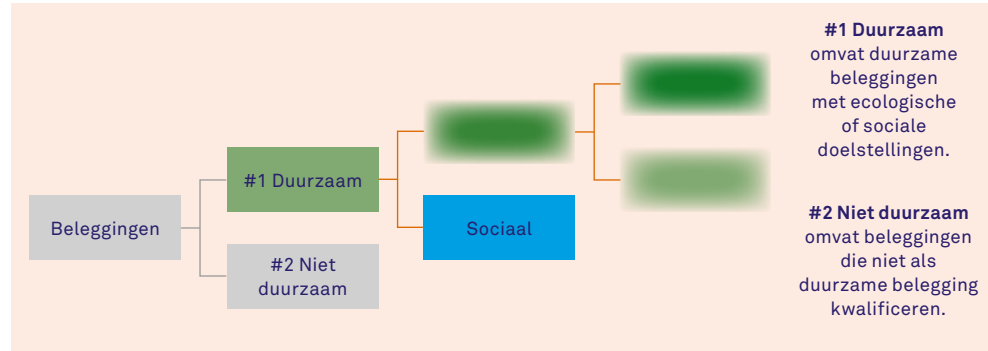 Beleggingen
#1 Duurzaam
#2 Niet
duurzaam
Sociaal
#1 Duurzaam
omvat duurzame
beleggingen
met ecologische
of sociale
doelstellingen.
#2 Niet duurzaam
omvat beleggingen
die niet als
duurzame belegging
kwalificeren.